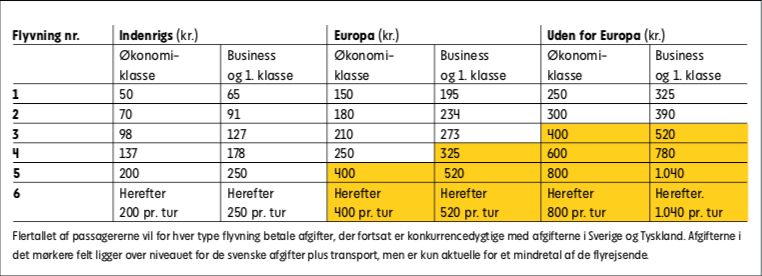 Flyvning nr. Indenrigs (kr.) Europa (kr.) Uden for Europa (kr.)
Økonomi- Business Økonomi- Business Økonomi- Business
klasse og 1. klasse klasse og 1. klasse klasse og 1. klasse
1 50 65 150 195 250 325
2 70 91 180 234 300 390
3 98 127 210 273 400 520
4 137 178 250 325 600 780
5 200 250 400 520 800 1.040
6 Herefter Herefter Herefter Herefter Herefter Herefter.
200 pr. tur 250 pr. tur 400 pr. tur 520 pr. tur 800 pr. tur 1.040 pr. tur
Flertallet af passagererne vil for hver type flyvning betale afgifter, der fortsat er konkurrencedygtige med afgifterne i Sverige og Tyskland. Afgifterne i
det mørkere felt ligger over niveauet for de svenske afgifter plus transport, men er kun aktuelle for et mindretal af de flyrejsende.